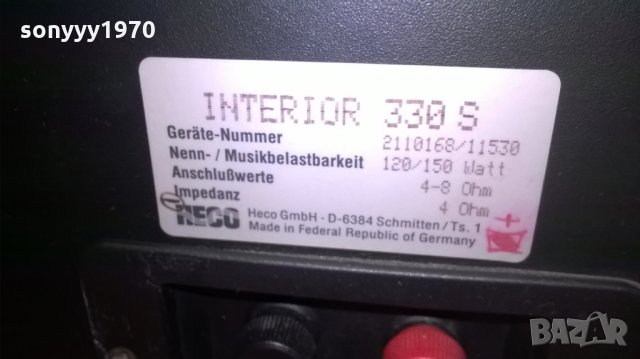 sonyyy1970
INTERIOR 330 S
Geräte-Nummer 2110168/11530
Nenn- / Musikbelastbarkeit 120/150 Watt
Anschlußwerte 4-8 Ohm
Impedanz 4 Ohm
HECO Heco GmbH · D-6384 Schmitten/Ts. 1
Made in Federal Republic of Germany
BAZAR